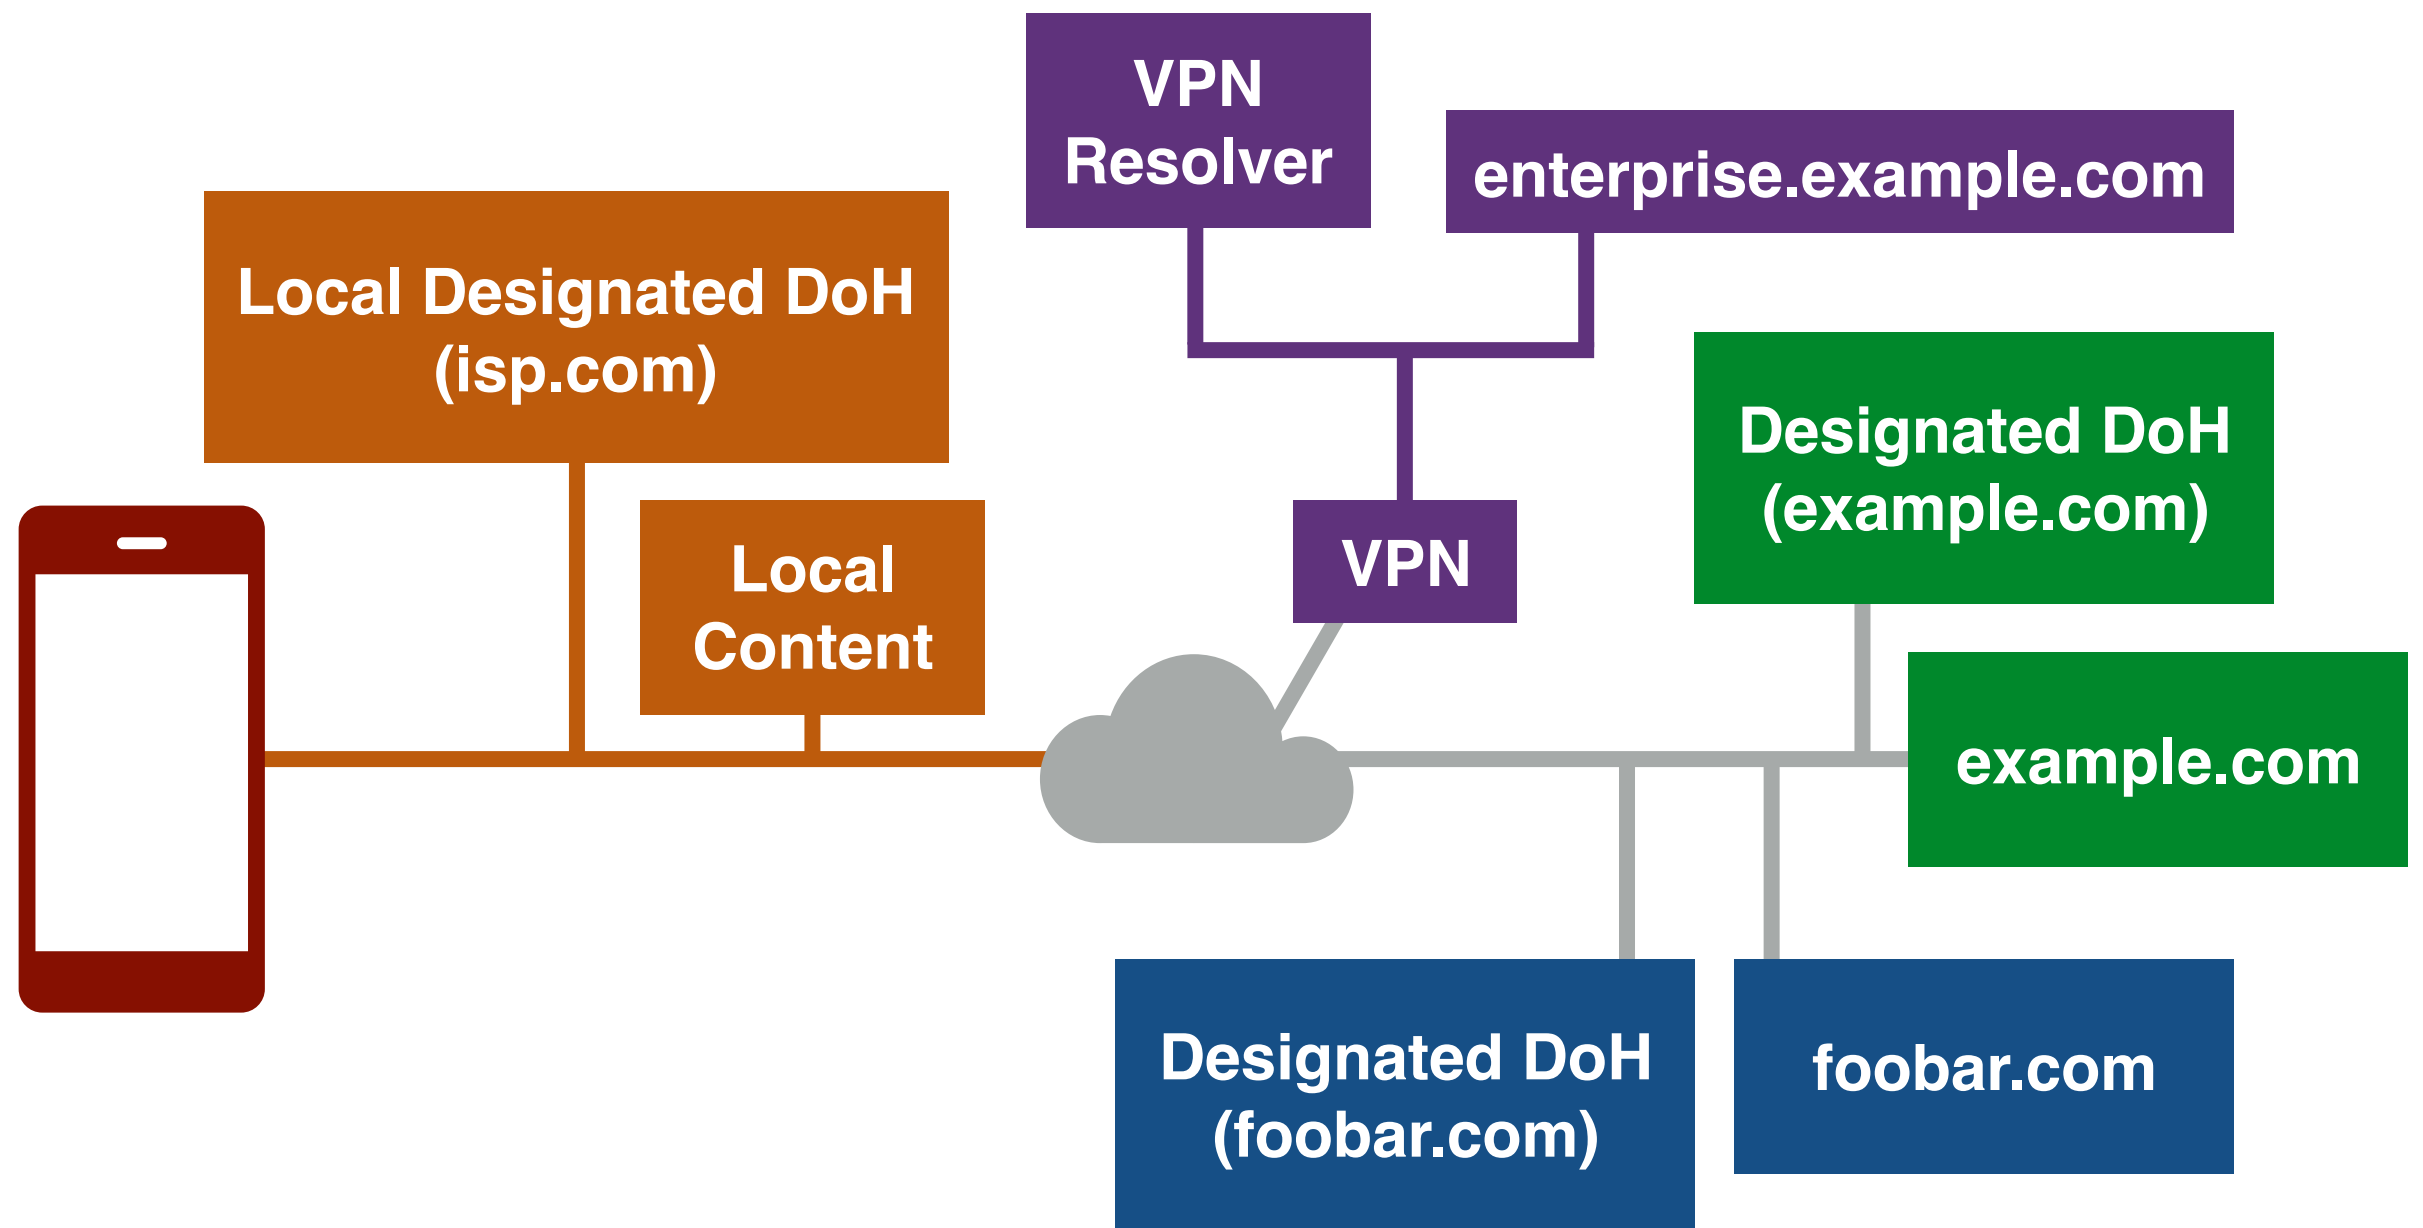 VPN
Resolver
enterprise.example.com
Local Designated DoH
(isp.com)
Designated DoH
(example.com)
Local
Content
VPN
example.com
Designated DoH
(foobar.com)
foobar.com